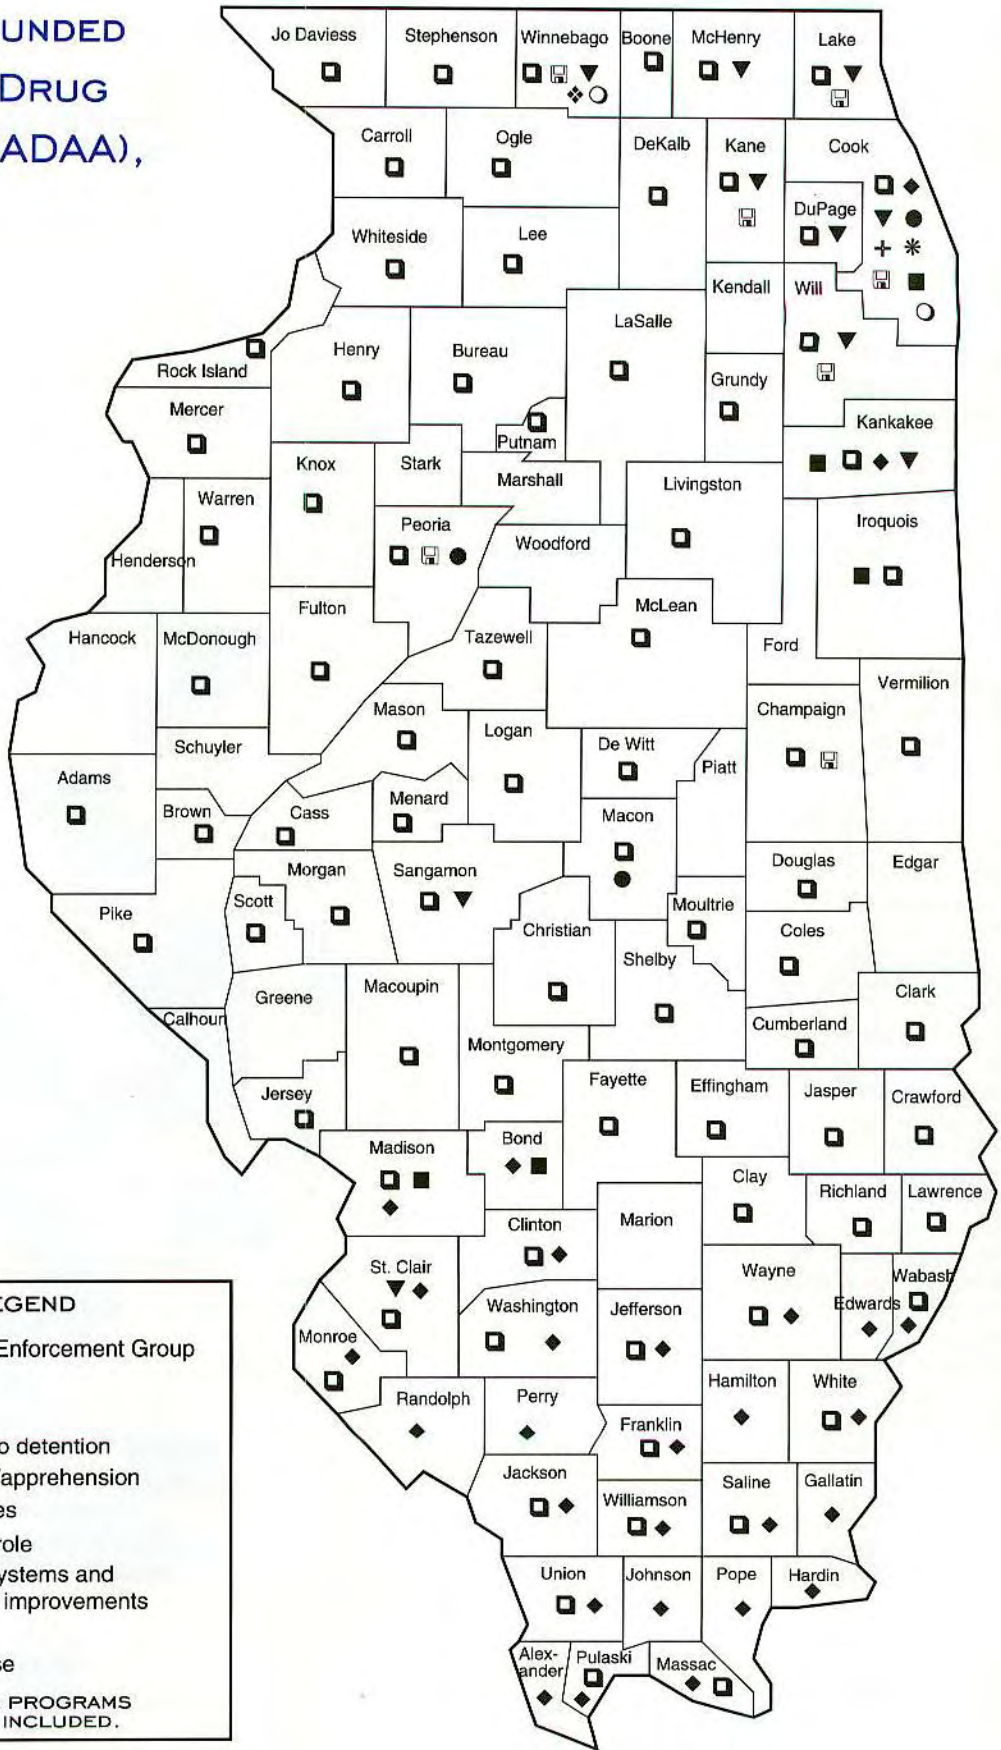 UNDED
DRUG
ADAA),
Jo Daviess
Stephenson
Winnebago
Boone
McHenry
Lake
Carroll
Ogle
DeKalb
Kane
Cook
DuPage
Whiteside
Lee
Kendall
Will
LaSalle
Rock Island
Henry
Bureau
Grundy
Mercer
Putnam
Kankakee
Knox
Stark
Marshall
Livingston
Warren
Henderson
Peoria
Woodford
Iroquois
Fulton
McLean
Hancock
McDonough
Tazewell
Ford
Vermilion
Mason
Champaign
Schuyler
Logan
De Witt
Piatt
Adams
Brown
Cass
Menard
Macon
Morgan
Sangamon
Douglas
Edgar
Scott
Pike
Christian
Moultrie
Coles
Shelby
Greene
Macoupin
Clark
Calhoun
Cumberland
Montgomery
Jersey
Fayette
Effingham
Jasper
Crawford
Madison
Bond
Clay
Richland
Lawrence
Clinton
Marion
St. Clair
Wayne
Wabash
Edwards
Washington
Jefferson
Monroe
Randolph
Perry
Hamilton
White
Franklin
Jackson
Williamson
Saline
Gallatin
Union
Johnson
Pope
Hardin
Alex-
ander
Pulaski
Massac
EGEND
Enforcement Group
o detention
/apprehension
es
role
ystems and
improvements
se
PROGRAMS
INCLUDED.